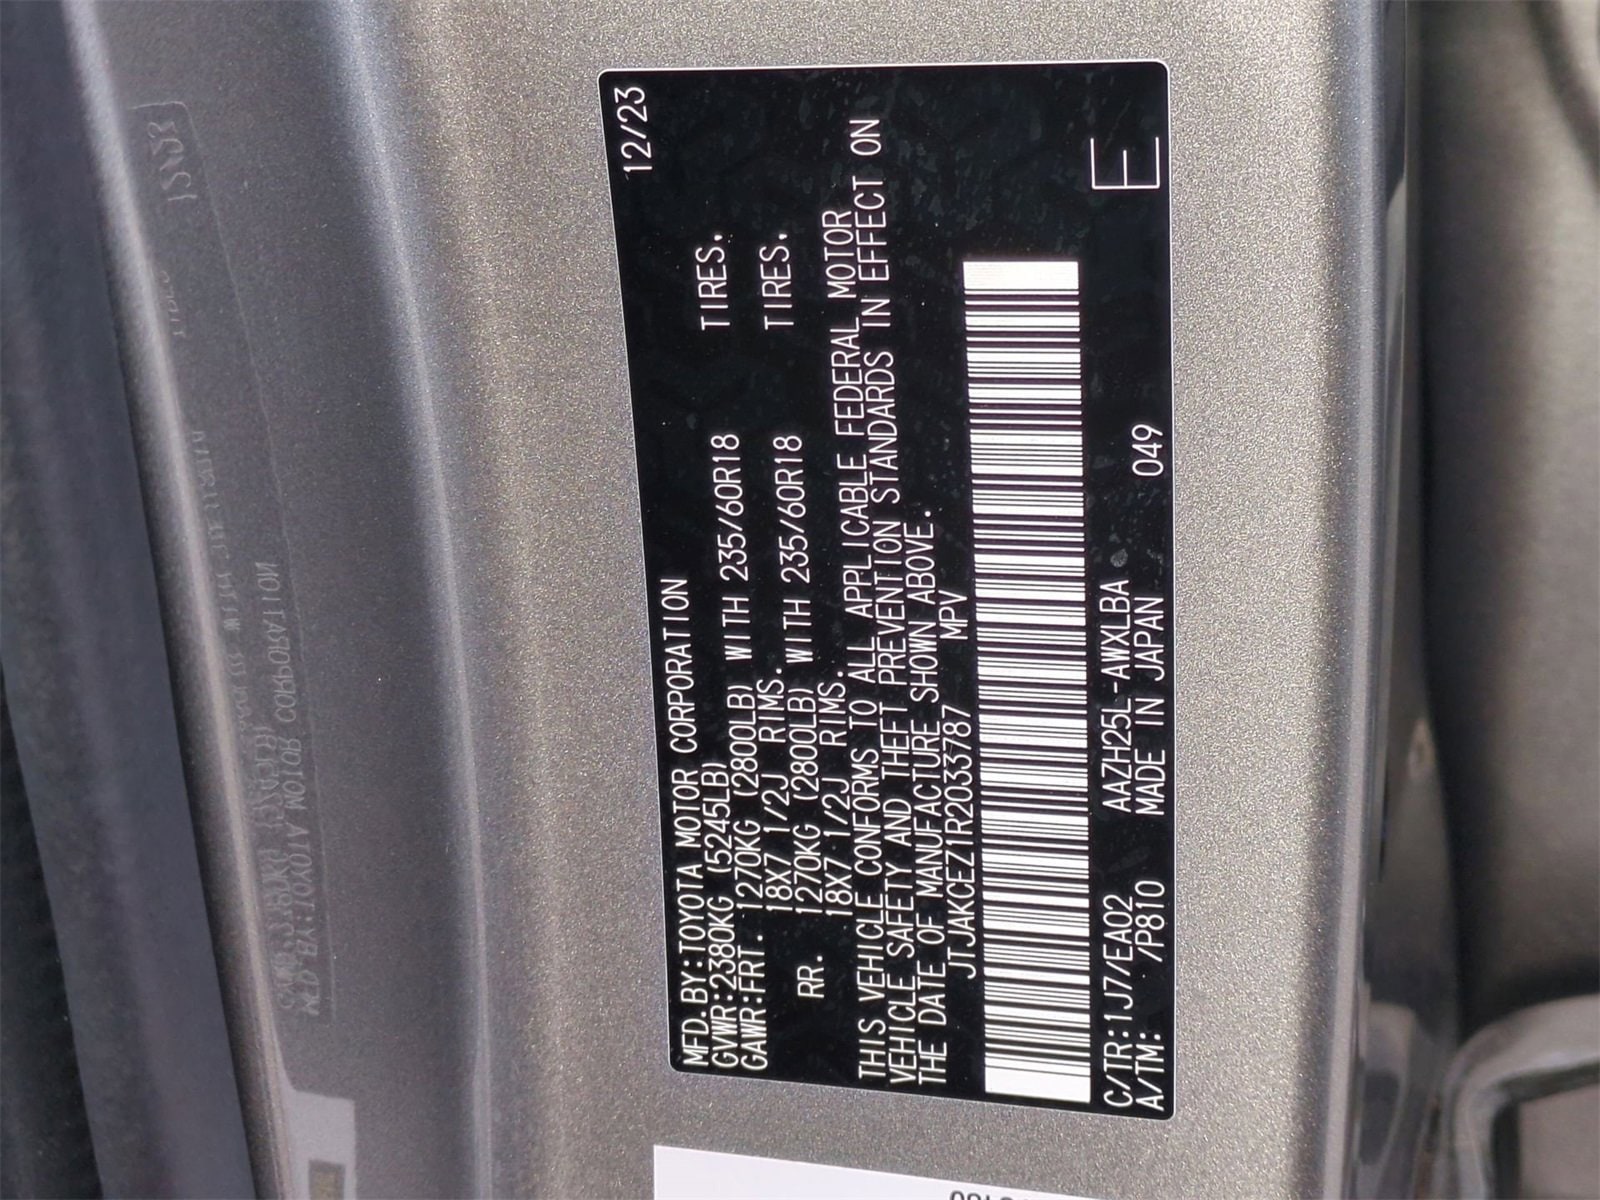 12/23
MFD.BY:TOYOTA MOTOR CORPORATION
GVWR:2380KG (5245LB)
GAWR:FRT. 1270KG (2800LB) WITH 235/60R18 TIRES.
18X7 1/2J RIMS.
RR. 1270KG (2800LB) WITH 235/60R18 TIRES.
18X7 1/2J RIMS.
THIS VEHICLE CONFORMS TO ALL APPLICABLE FEDERAL MOTOR
VEHICLE SAFETY AND THEFT PREVENTION STANDARDS IN EFFECT ON
THE DATE OF MANUFACTURE SHOWN ABOVE.
JTJAKCEZ1R2033787 MPV
C/TR:1J7/EA02 AAZH25L-AWXLBA
A/TM: /P810 MADE IN JAPAN 049
E